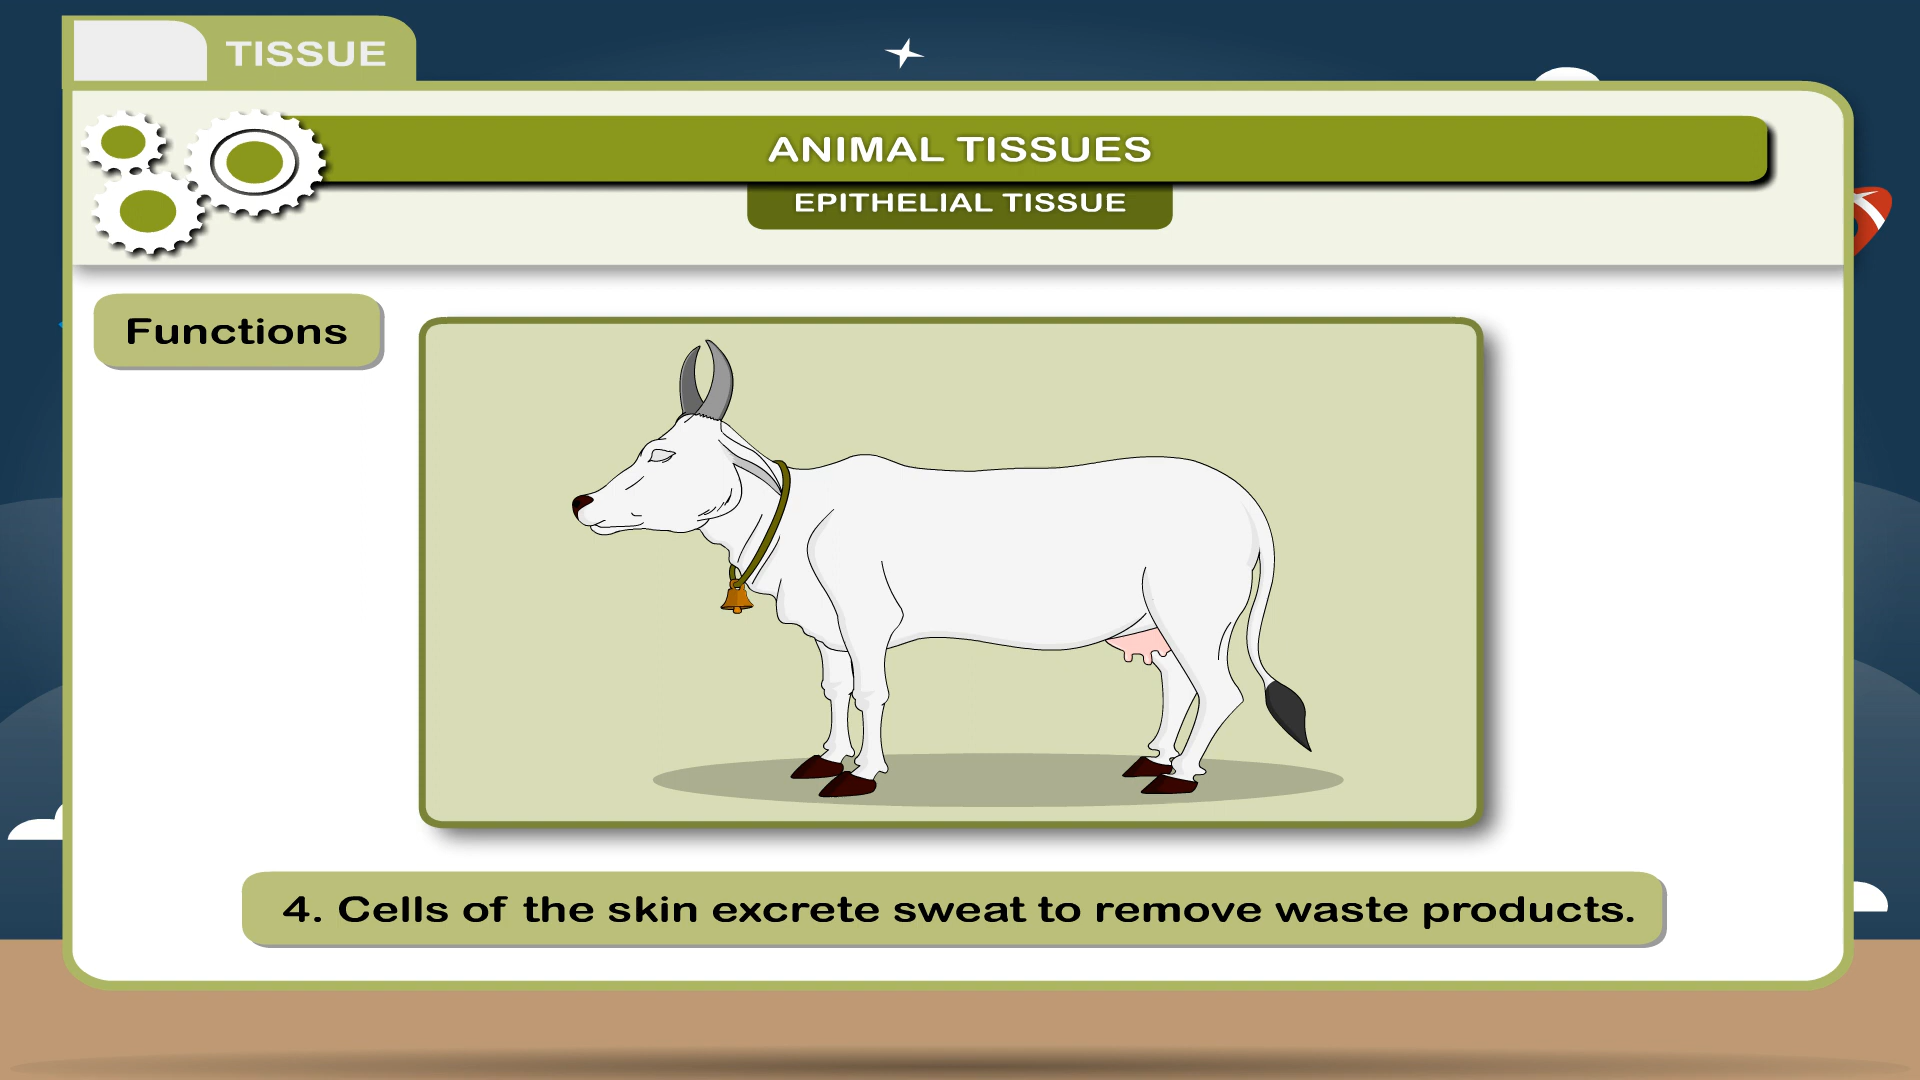 TISSUE
ANIMAL TISSUES
EPITHELIAL TISSUE
Functions
4. Cells of the skin excrete sweat to remove waste products.